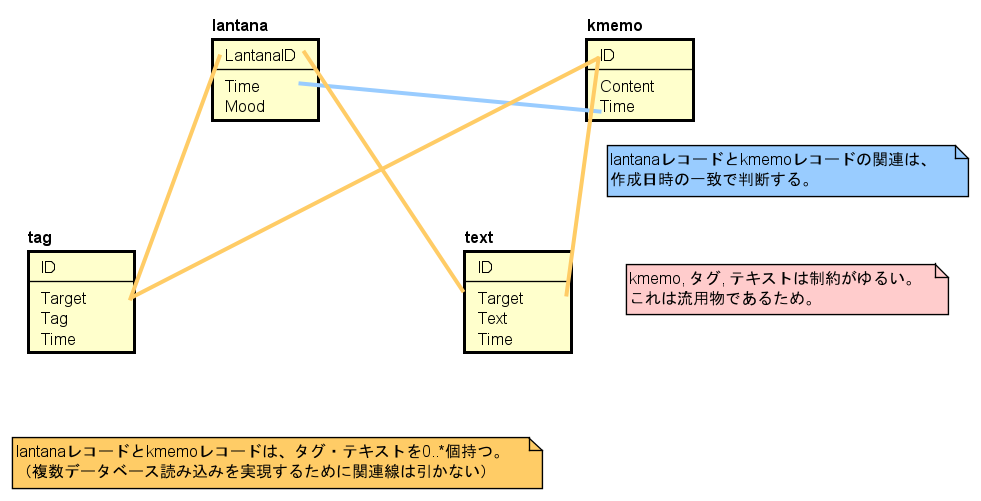 lantana
LantanaID
Time
Mood
kmemo
ID
Content
Time
lantanaレコードとkmemoレコードの関連は、
作成日時の一致で判断する。
tag
ID
Target
Tag
Time
text
ID
Target
Text
Time
kmemo, タグ, テキストは制約がゆるい。
これは流用物であるため。
lantanaレコードとkmemoレコードは、タグ・テキストを0..*個持つ。
（複数データベース読み込みを実現するために関連線は引かない）